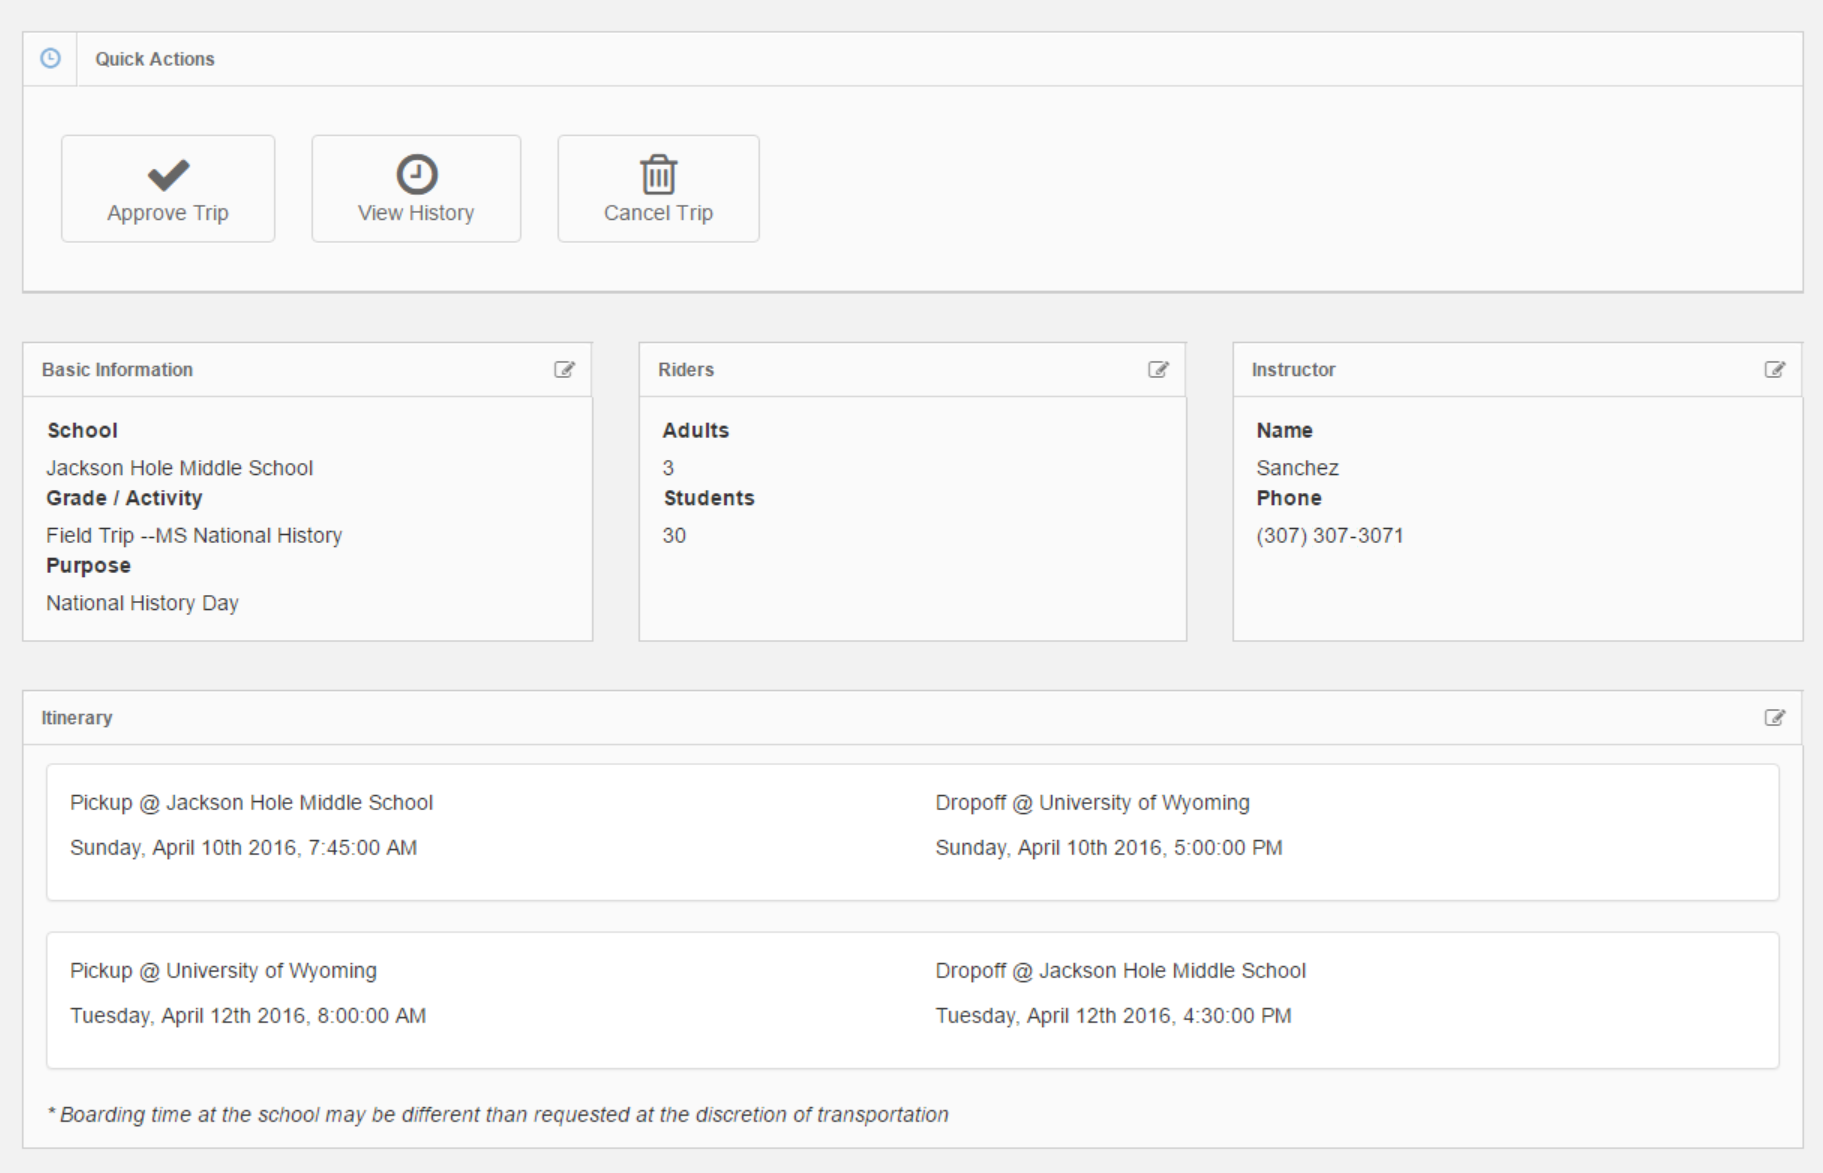 Quick Actions
Approve Trip
View History
Cancel Trip
Basic Information
School
Jackson Hole Middle School
Grade / Activity
Field Trip --MS National History
Purpose
National History Day
Riders
Adults
3
Students
30
Instructor
Name
Sanchez
Phone
(307) 307-3071
Itinerary
Pickup @ Jackson Hole Middle School
Sunday, April 10th 2016, 7:45:00 AM
Dropoff @ University of Wyoming
Sunday, April 10th 2016, 5:00:00 PM
Pickup @ University of Wyoming
Tuesday, April 12th 2016, 8:00:00 AM
Dropoff @ Jackson Hole Middle School
Tuesday, April 12th 2016, 4:30:00 PM
* Boarding time at the school may be different than requested at the discretion of transportation